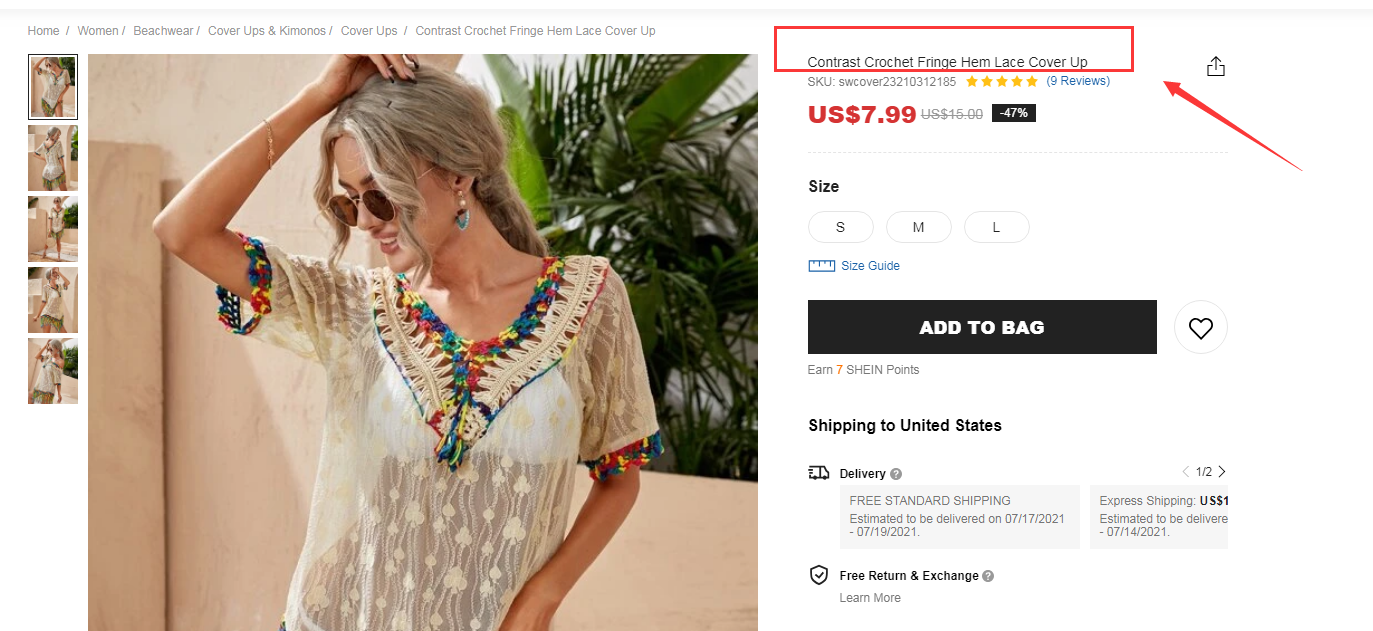 Home / Women / Beachwear / Cover Ups & Kimonos / Cover Ups / Contrast Crochet Fringe Hem Lace Cover Up
Contrast Crochet Fringe Hem Lace Cover Up
SKU: swcover23210312185 (9 Reviews)
US$7.99 US$15.00 -47%
Size
S M L
Size Guide
ADD TO BAG
Earn 7 SHEIN Points
Shipping to United States
Delivery ? 1/2
FREE STANDARD SHIPPING
Estimated to be delivered on 07/17/2021
- 07/19/2021.
Express Shipping: US$1
Estimated to be delivere
- 07/14/2021.
Free Return & Exchange ?
Learn More